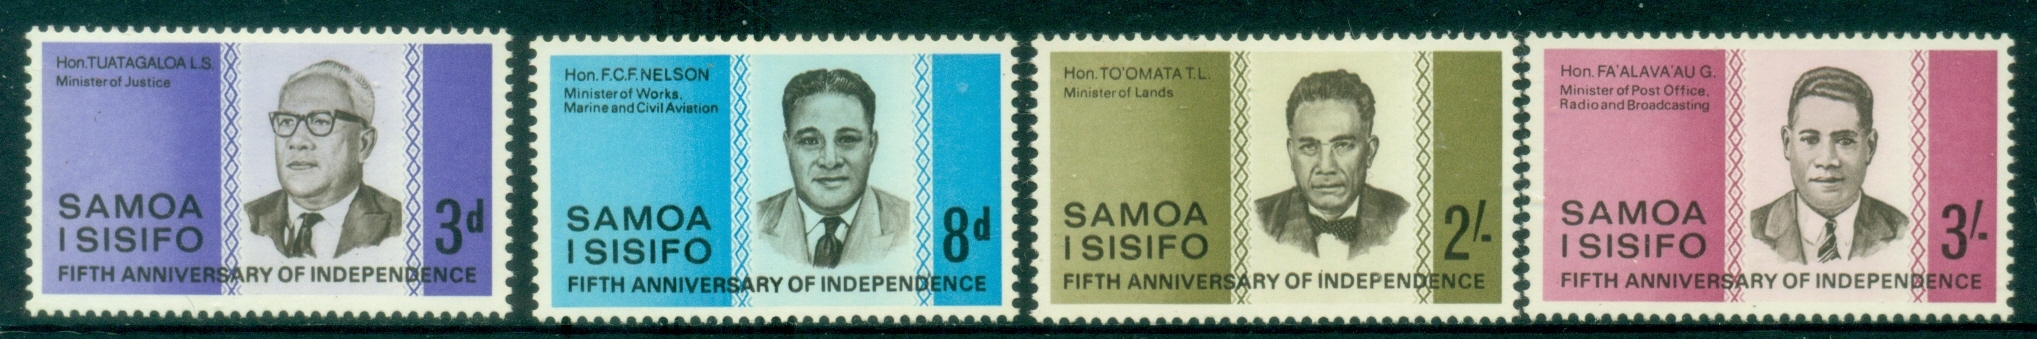 Hon.TUATAGALOA L.S.
Minister of Justice
SAMOA
I SISIFO
3d
FIFTH ANNIVERSARY OF INDEPENDENCE
Hon. F.C.F. NELSON
Minister of Works,
Marine and Civil Aviation
SAMOA
I SISIFO
8d
FIFTH ANNIVERSARY OF INDEPENDENCE
Hon. TO'OMATA T.L.
Minister of Lands
SAMOA
I SISIFO
2/-
FIFTH ANNIVERSARY OF INDEPENDENCE
Hon. FA'ALAVA'AU G.
Minister of Post Office,
Radio and Broadcasting
SAMOA
I SISIFO
3/-
FIFTH ANNIVERSARY OF INDEPENDENCE